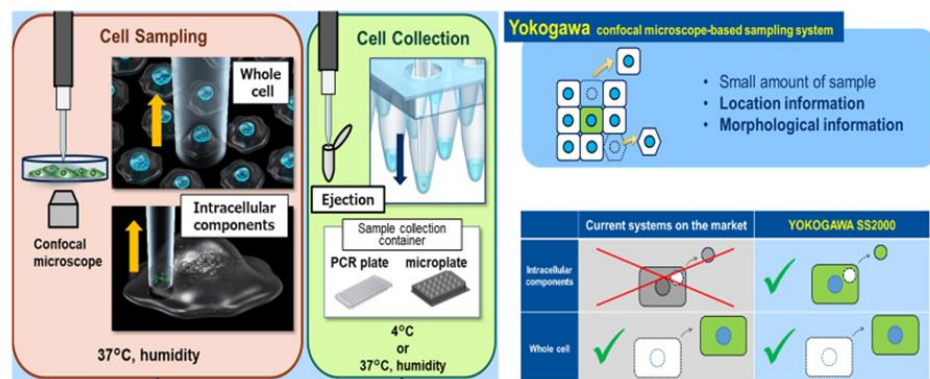 Cell Sampling
Whole
cell
Intracellular
components
Confocal
microscope
37°C, humidity
Cell Collection
Ejection
Sample collection
container
PCR plate
microplate
4°C
or
37°C, humidity
Yokogawa confocal microscope-based sampling system
• Small amount of sample
• Location information
• Morphological information
Current systems on the market
YOKOGAWA SS2000
Intracellular
components
Whole cell